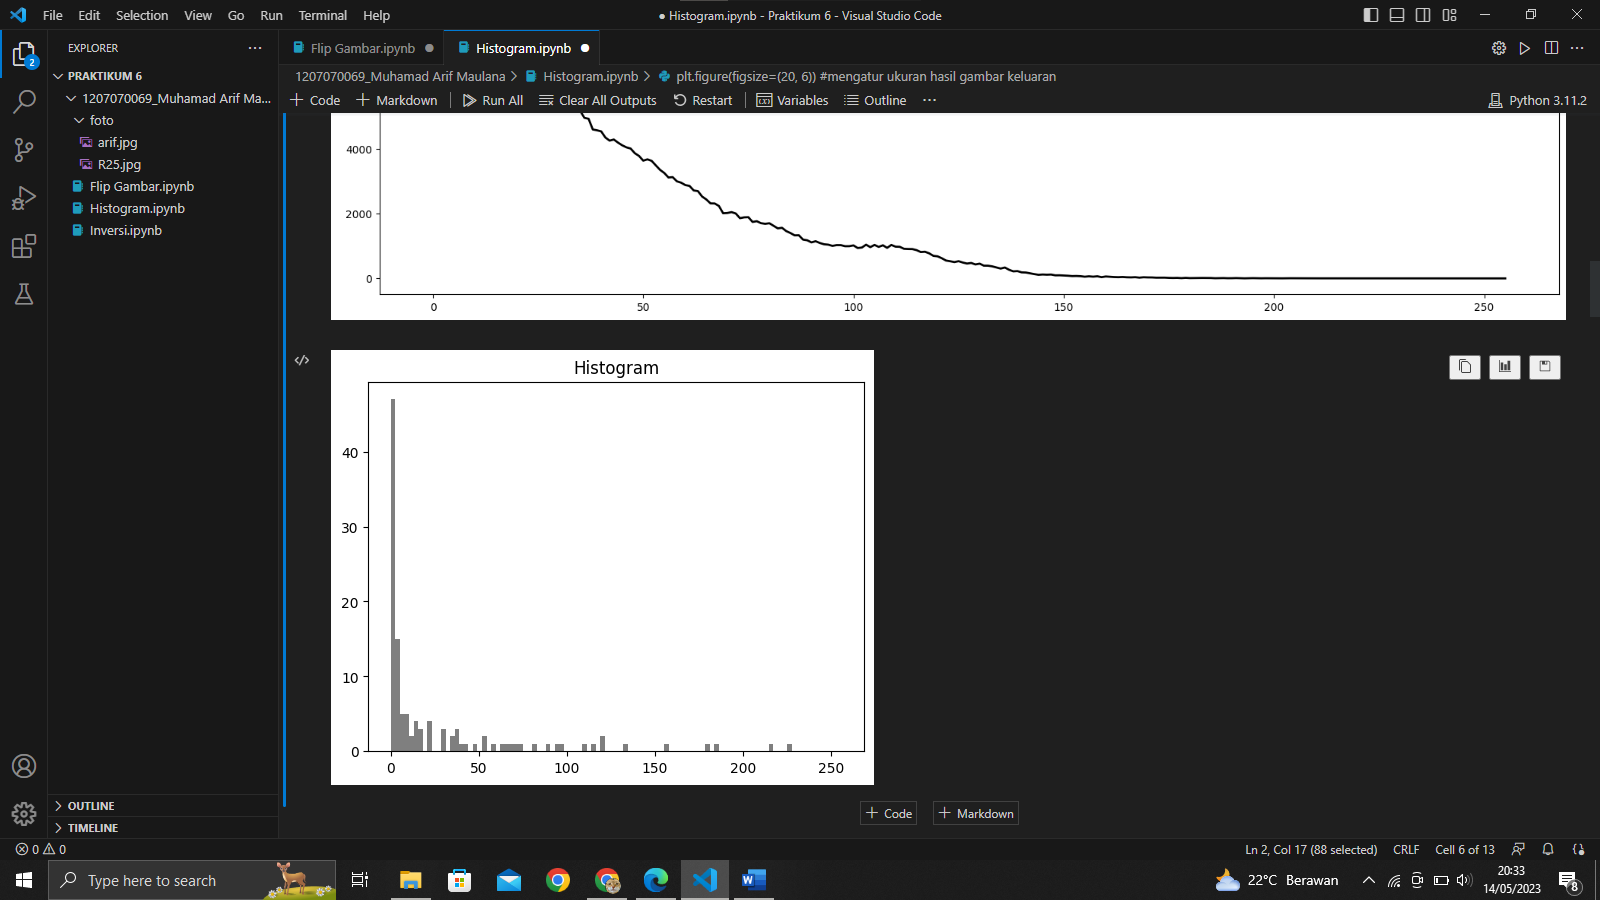 File Edit Selection View Go Run Terminal Help
● Histogram.ipynb - Praktikum 6 - Visual Studio Code
EXPLORER
2
PRAKTIKUM 6
1207070069_Muhamad Arif Ma...
foto
arif.jpg
R25.jpg
Flip Gambar.ipynb
Histogram.ipynb
Inversi.ipynb
OUTLINE
TIMELINE
Flip Gambar.ipynb ● Histogram.ipynb ●
1207070069_Muhamad Arif Maulana > Histogram.ipynb > plt.figure(figsize=(20, 6)) #mengatur ukuran hasil gambar keluaran
+ Code + Markdown Run All Clear All Outputs Restart Variables Outline ...
Python 3.11.2
4000
2000
0
0 50 100 150 200 250
Histogram
40
30
20
10
0
0 50 100 150 200 250
+ Code + Markdown
0 0
Ln 2, Col 17 (88 selected) CRLF Cell 6 of 13
Type here to search
22°C Berawan
20:33
14/05/2023
8